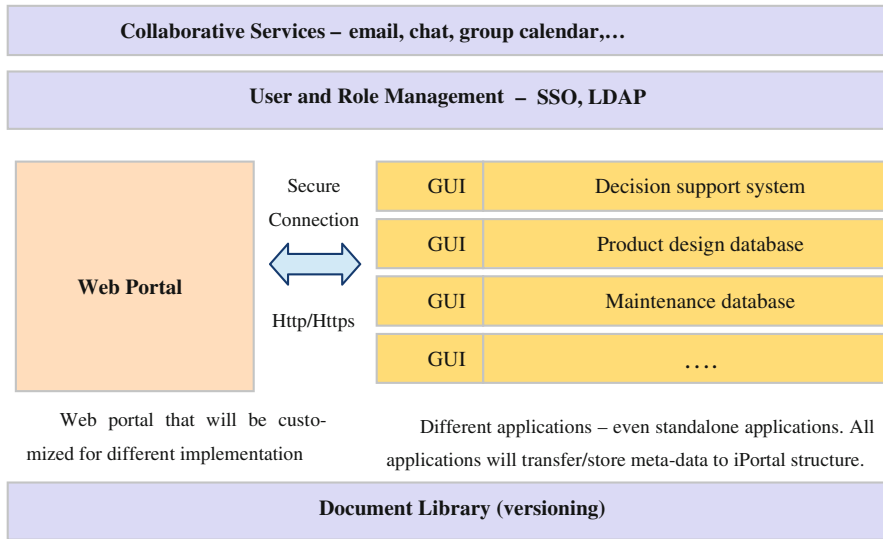 Collaborative Services – email, chat, group calendar,…
User and Role Management – SSO, LDAP
Web Portal
Secure
Connection
Http/Https
GUI Decision support system
GUI Product design database
GUI Maintenance database
GUI ….
Web portal that will be custo-
mized for different implementation
Different applications – even standalone applications. All
applications will transfer/store meta-data to iPortal structure.
Document Library (versioning)